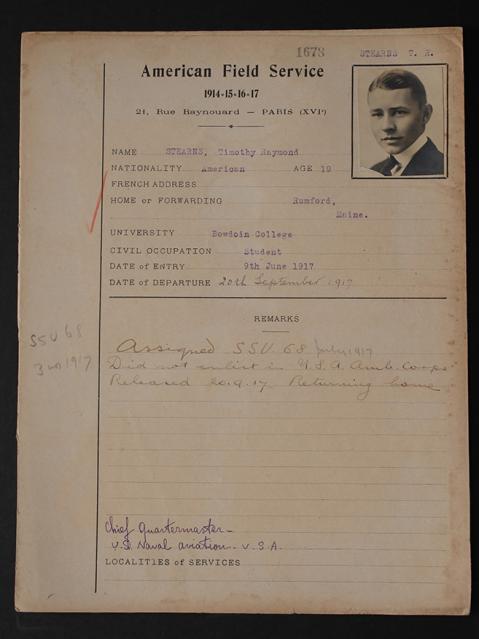 1678 STEARNS T. R.
American Field Service
1914-15-16-17
21, Rue Raynouard — PARIS (XVIe)
NAME STEARNS, Timothy Raymond
NATIONALITY American AGE 19
FRENCH ADDRESS
HOME or FORWARDING Rumford,
Maine.
UNIVERSITY Bowdoin College
CIVIL OCCUPATION Student
DATE of ENTRY 9th June 1917
DATE of DEPARTURE 20th September 1917
REMARKS
SSU 68
1917
Assigned SSU. 68 July 1917
Did not enlist in U.S.A. Amb. Corps
Released 20.9.17. Returning home
Chief Quartermaster —
U.S. Naval aviation. U.S.A.
LOCALITIES of SERVICES